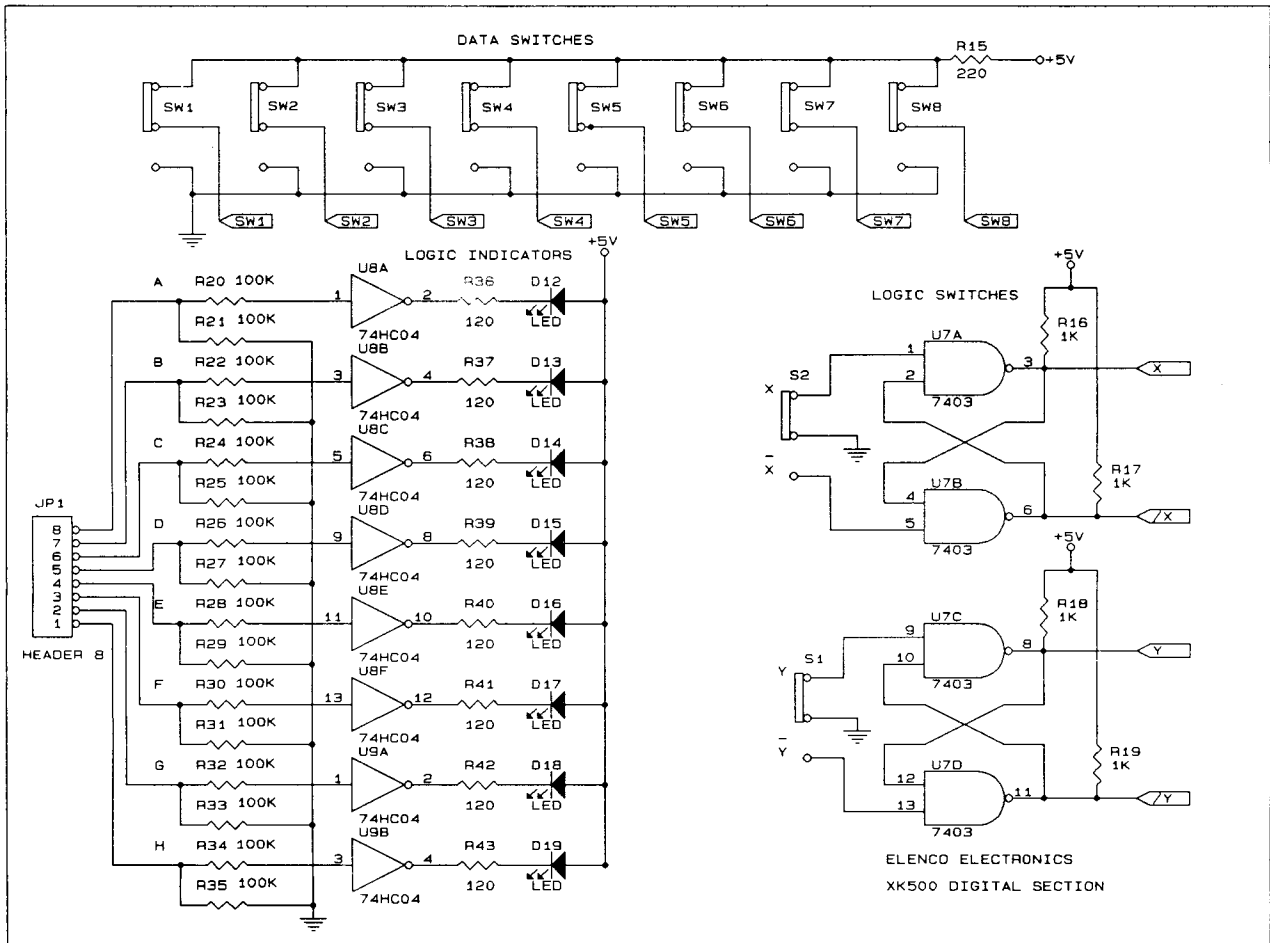 DATA SWITCHES
R15
220
+5V
SW1 SW2 SW3 SW4 SW5 SW6 SW7 SW8
SW1 SW2 SW3 SW4 SW5 SW6 SW7 SW8
LOGIC INDICATORS
+5V
A
R20 100K
R21 100K
1
U8A
2
74HC04
R36
120
D12
LED
B
R22 100K
R23 100K
3
U8B
4
74HC04
R37
120
D13
LED
C
R24 100K
R25 100K
5
U8C
6
74HC04
R38
120
D14
LED
D
R26 100K
R27 100K
9
U8D
8
74HC04
R39
120
D15
LED
E
R28 100K
R29 100K
11
U8E
10
74HC04
R40
120
D16
LED
F
R30 100K
R31 100K
13
U8F
12
74HC04
R41
120
D17
LED
G
R32 100K
R33 100K
1
U9A
2
74HC04
R42
120
D18
LED
H
R34 100K
R35 100K
3
U9B
4
74HC04
R43
120
D19
LED
JP1
8
7
6
5
4
3
2
1
HEADER 8
LOGIC SWITCHES
+5V
R16
1K
U7A
1
2
3
7403
X
S2
X
X̅
U7B
4
5
6
7403
R17
1K
/X
+5V
R18
1K
U7C
9
10
8
7403
Y
S1
Y
Y̅
U7D
12
13
11
7403
R19
1K
/Y
ELENCO ELECTRONICS
XK500 DIGITAL SECTION